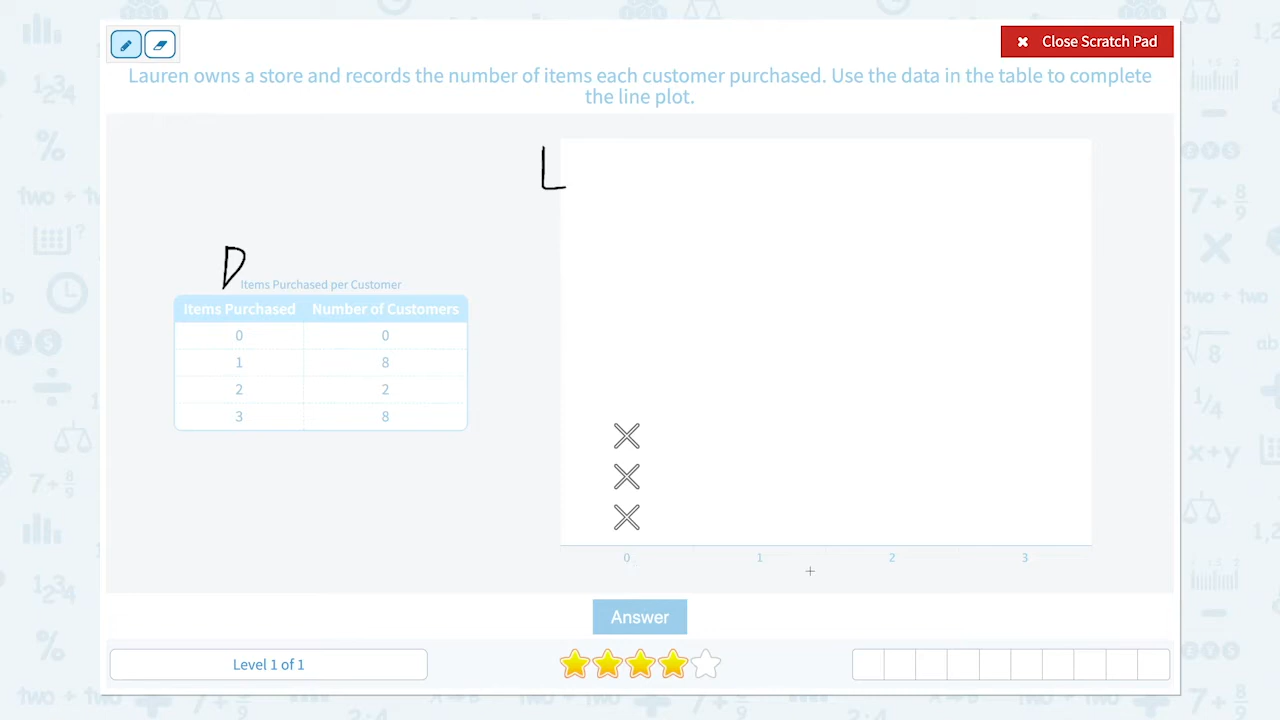 Close Scratch Pad
Lauren owns a store and records the number of items each customer purchased. Use the data in the table to complete
the line plot.
L
D
Items Purchased per Customer
Items Purchased Number of Customers
0 0
1 8
2 2
3 8
0 1 2 3
Answer
Level 1 of 1